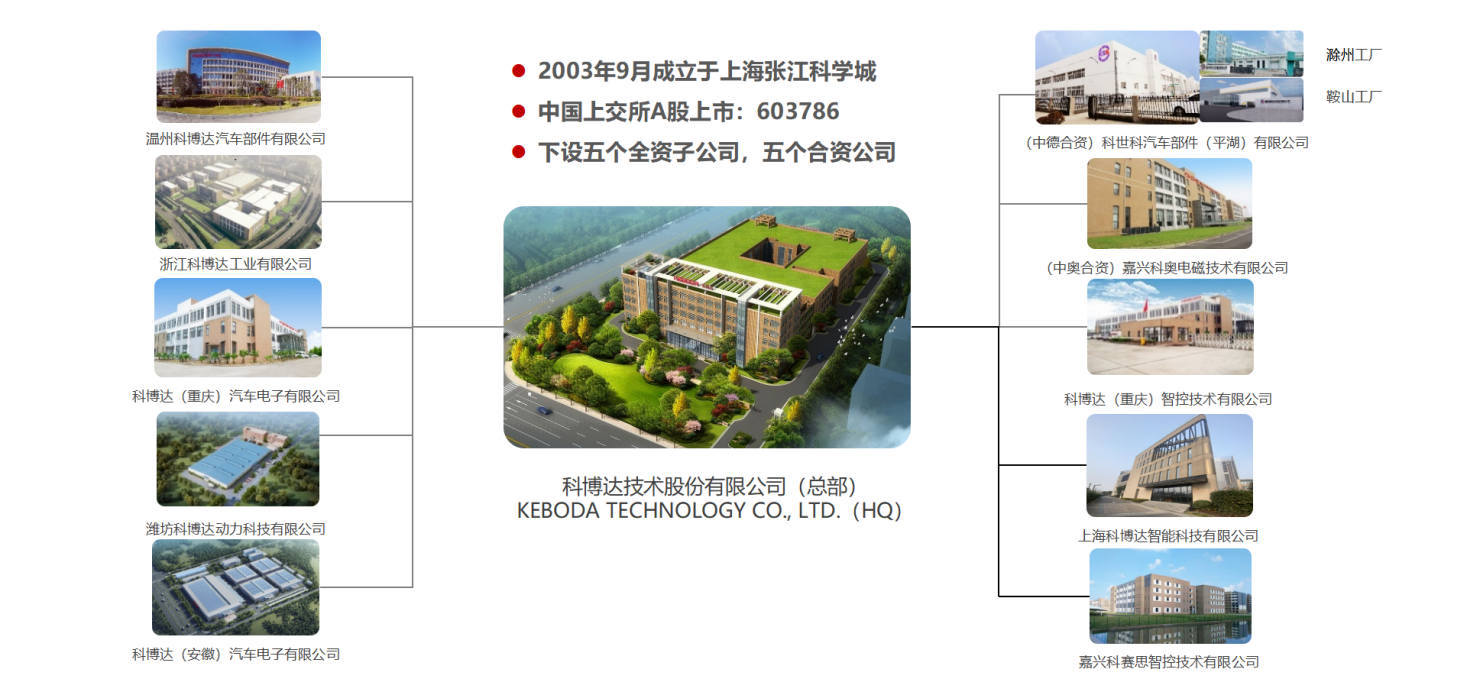 2003年9月成立于上海张江科学城
中国上交所A股上市：603786
下设五个全资子公司，五个合资公司
温州科博达汽车部件有限公司
浙江科博达工业有限公司
科博达（重庆）汽车电子有限公司
潍坊科博达动力科技有限公司
科博达（安徽）汽车电子有限公司
科博达技术股份有限公司（总部）
KEBODA TECHNOLOGY CO., LTD.（HQ）
滁州工厂
鞍山工厂
（中德合资）科世科汽车部件（平湖）有限公司
（中奥合资）嘉兴科奥电磁技术有限公司
科博达（重庆）智控技术有限公司
上海科博达智能科技有限公司
嘉兴科赛思智控技术有限公司